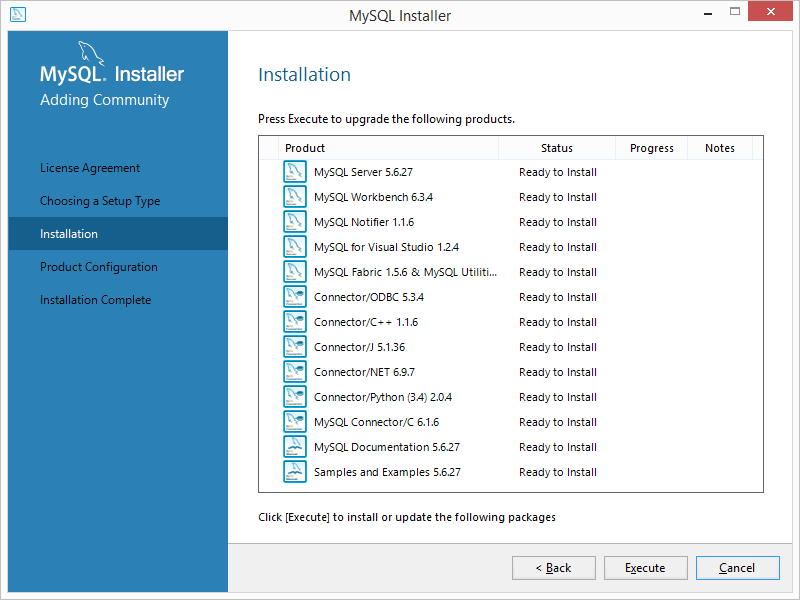 MySQL Installer
MySQL. Installer
Adding Community
License Agreement
Choosing a Setup Type
Installation
Product Configuration
Installation Complete
Installation
Press Execute to upgrade the following products.
Product Status Progress Notes
MySQL Server 5.6.27 Ready to Install
MySQL Workbench 6.3.4 Ready to Install
MySQL Notifier 1.1.6 Ready to Install
MySQL for Visual Studio 1.2.4 Ready to Install
MySQL Fabric 1.5.6 & MySQL Utiliti... Ready to Install
Connector/ODBC 5.3.4 Ready to Install
Connector/C++ 1.1.6 Ready to Install
Connector/J 5.1.36 Ready to Install
Connector/NET 6.9.7 Ready to Install
Connector/Python (3.4) 2.0.4 Ready to Install
MySQL Connector/C 6.1.6 Ready to Install
MySQL Documentation 5.6.27 Ready to Install
Samples and Examples 5.6.27 Ready to Install
Click [Execute] to install or update the following packages
< Back Execute Cancel